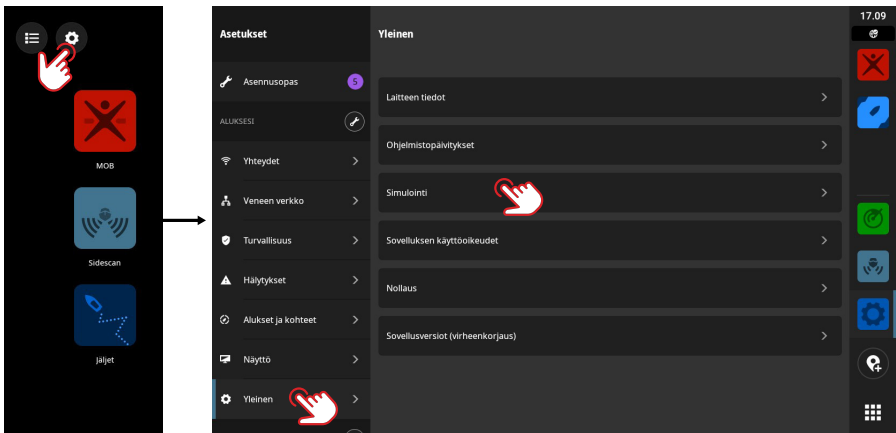 MOB
Sidescan
Jäljet
Asetukset
Asennusopas
5
ALUKSESI
Yhteydet
Veneen verkko
Turvallisuus
Hälytykset
Alukset ja kohteet
Näyttö
Yleinen
Yleinen
Laitteen tiedot
Ohjelmistopäivitykset
Simulointi
Sovelluksen käyttöoikeudet
Nollaus
Sovellusversiot (virheenkorjaus)
17.09